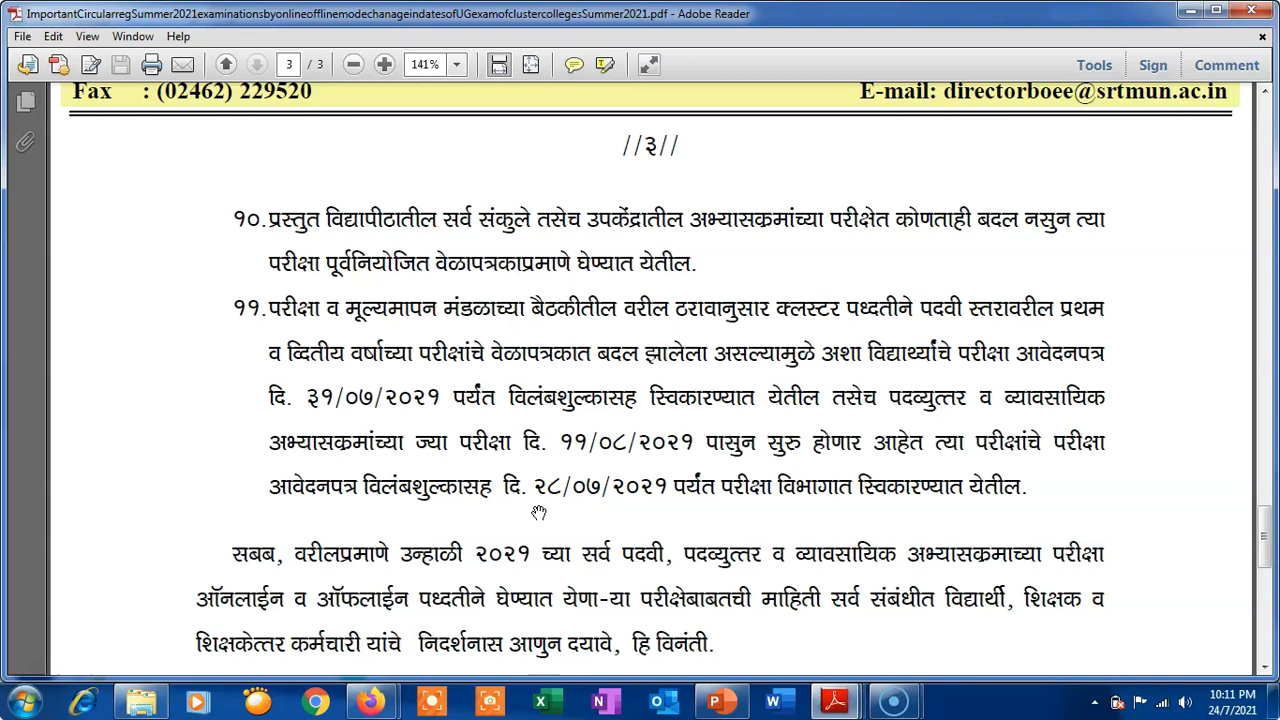 ImportantCircularregSummer2021examinationsbyonlineofflinemodechanageindatesofUGexamofclustercollegesSummer2021.pdf - Adobe Reader
File Edit View Window Help
3 / 3 141% Tools Sign Comment
Fax : (02462) 229520 E-mail: directorboee@srtmun.ac.in
//३//
१०. प्रस्तुत विद्यापीठातील सर्व संकुले तसेच उपकेंद्रातील अभ्यासक्रमांच्या परीक्षेत कोणताही बदल नसुन त्या
परीक्षा पूर्वनियोजित वेळापत्रकाप्रमाणे घेण्यात येतील.
११. परीक्षा व मूल्यमापन मंडळाच्या बैठकीतील वरील ठरावानुसार क्लस्टर पध्दतीने पदवी स्तरावरील प्रथम
व व्दितीय वर्षाच्या परीक्षांचे वेळापत्रकात बदल झालेला असल्यामुळे अशा विद्यार्थ्यांचे परीक्षा आवेदनपत्र
दि. ३१/०७/२०२१ पर्यंत विलंबशुल्कासह स्विकारण्यात येतील तसेच पदव्युत्तर व व्यावसायिक
अभ्यासक्रमांच्या ज्या परीक्षा दि. ११/०८/२०२१ पासुन सुरु होणार आहेत त्या परीक्षांचे परीक्षा
आवेदनपत्र विलंबशुल्कासह दि. २८/०७/२०२१ पर्यंत परीक्षा विभागात स्विकारण्यात येतील.
सबब, वरीलप्रमाणे उन्हाळी २०२१ च्या सर्व पदवी, पदव्युत्तर व व्यावसायिक अभ्यासक्रमाच्या परीक्षा
ऑनलाईन व ऑफलाईन पध्दतीने घेण्यात येणा-या परीक्षेबाबतची माहिती सर्व संबंधीत विद्यार्थी, शिक्षक व
शिक्षकेत्तर कर्मचारी यांचे निदर्शनास आणुन दयावे, हि विनंती.
10:11 PM
24/7/2021